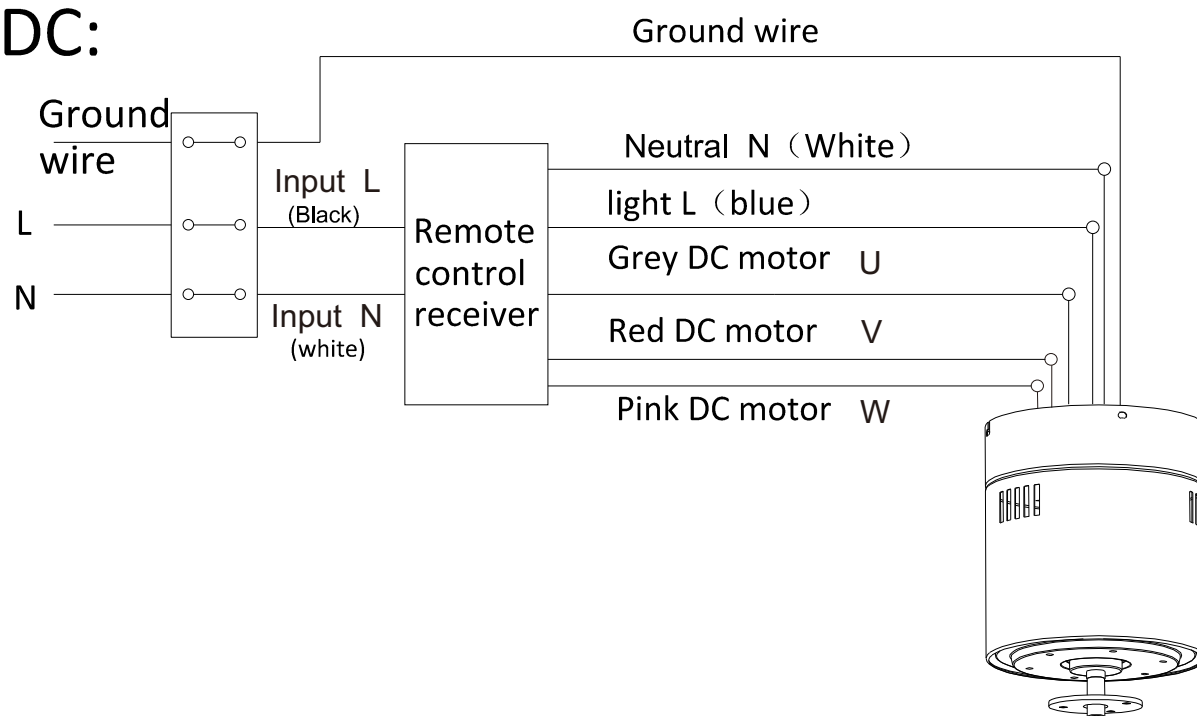 DC:
Ground wire
Ground
wire
Input L
(Black)
L
N
Input N
(white)
Remote
control
receiver
Neutral N（White）
light L（blue）
Grey DC motor U
Red DC motor V
Pink DC motor W